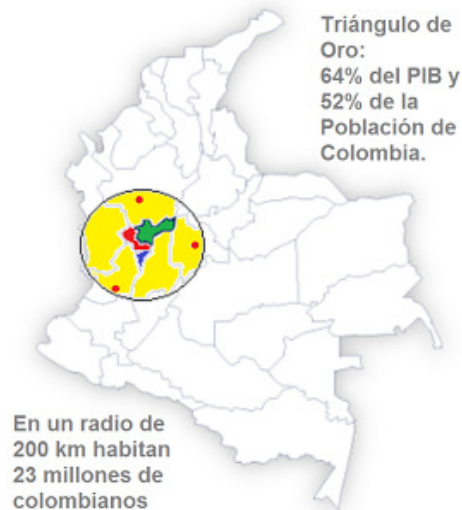 Triángulo de
Oro:
64% del PIB y
52% de la
Población de
Colombia.
En un radio de
200 km habitan
23 millones de
colombianos